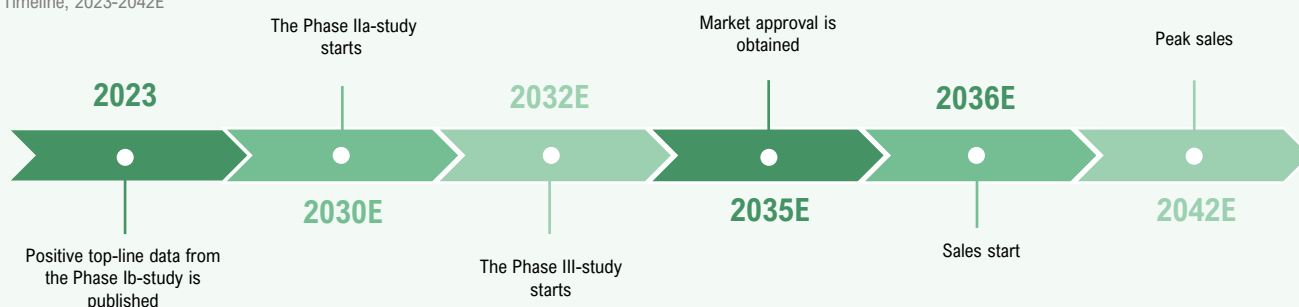 Timeline, 2023-2042E
The Phase IIa-study
starts
Market approval is
obtained
Peak sales
2023
2032E
2036E
2030E
2035E
2042E
Positive top-line data from
the Phase Ib-study is
published
The Phase III-study
starts
Sales start